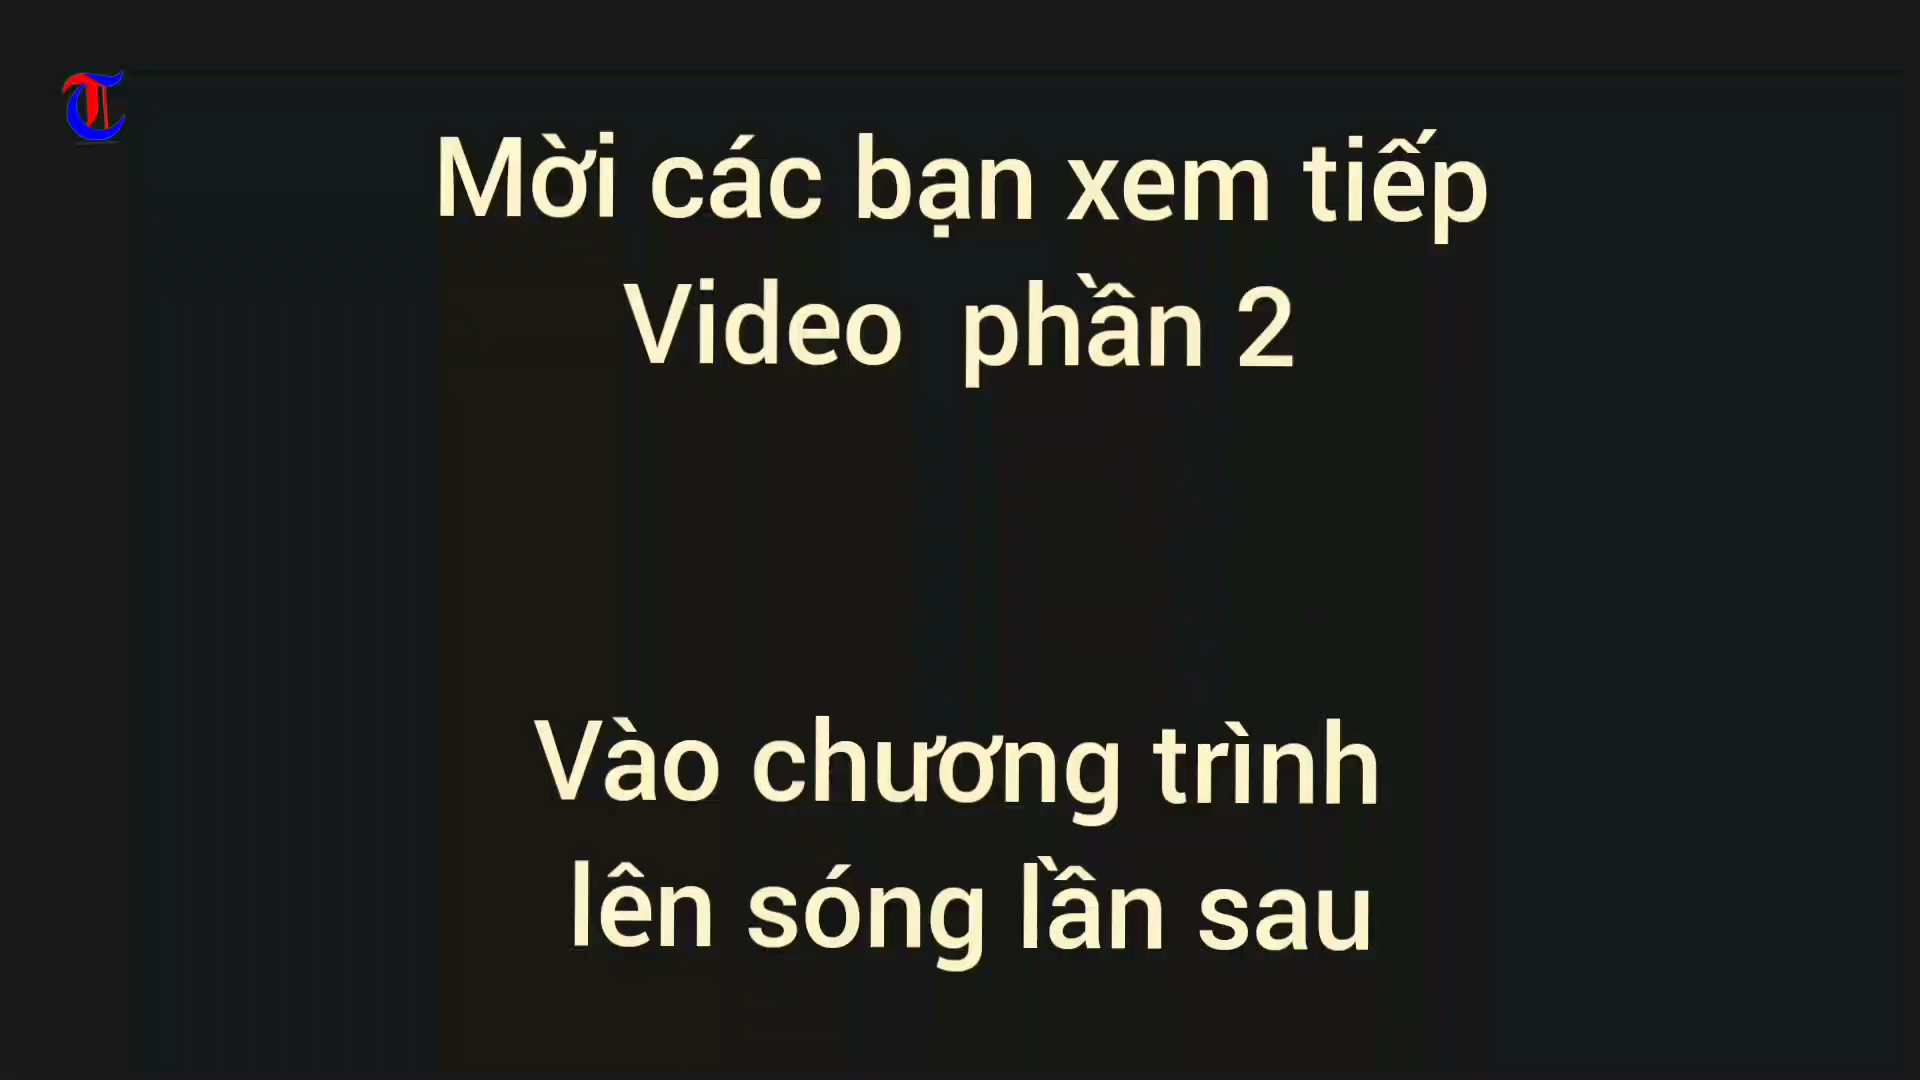 T
Mời các bạn xem tiếp
Video phần 2
Vào chương trình
lên sóng lần sau